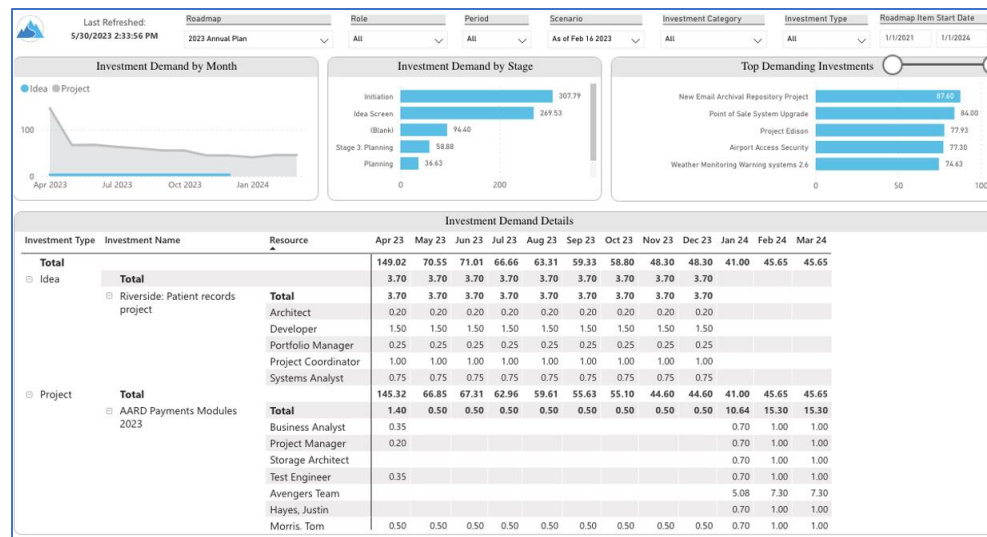 Last Refreshed:
5/30/2023 2:33:56 PM
Roadmap
2023 Annual Plan
Role
All
Period
All
Scenario
As of Feb 16 2023
Investment Category
All
Investment Type
All
Roadmap Item Start Date
1/1/2021 1/1/2024
Investment Demand by Month
Idea Project
100
0
Apr 2023 Jul 2023 Oct 2023 Jan 2024
Investment Demand by Stage
Initiation 307.79
Idea Screen 269.53
(Blank) 94.40
Stage 3: Planning 58.88
Planning 36.63
0 200
Top Demanding Investments
New Email Archival Repository Project 87.60
Point of Sale System Upgrade 84.00
Project Edison 77.93
Airport Access Security 77.30
Weather Monitoring Warning systems 2.6 74.63
0 50 100
Investment Demand Details
Investment Type Investment Name Resource Apr 23 May 23 Jun 23 Jul 23 Aug 23 Sep 23 Oct 23 Nov 23 Dec 23 Jan 24 Feb 24 Mar 24
Total 149.02 70.55 71.01 66.66 63.31 59.33 58.80 48.30 48.30 41.00 45.65 45.65
Idea Total 3.70 3.70 3.70 3.70 3.70 3.70 3.70 3.70 3.70
Riverside: Patient records Total 3.70 3.70 3.70 3.70 3.70 3.70 3.70 3.70 3.70
project Architect 0.20 0.20 0.20 0.20 0.20 0.20 0.20 0.20 0.20
Developer 1.50 1.50 1.50 1.50 1.50 1.50 1.50 1.50 1.50
Portfolio Manager 0.25 0.25 0.25 0.25 0.25 0.25 0.25 0.25 0.25
Project Coordinator 1.00 1.00 1.00 1.00 1.00 1.00 1.00 1.00 1.00
Systems Analyst 0.75 0.75 0.75 0.75 0.75 0.75 0.75 0.75 0.75
Project Total 145.32 66.85 67.31 62.96 59.61 55.63 55.10 44.60 44.60 41.00 45.65 45.65
AARD Payments Modules Total 1.40 0.50 0.50 0.50 0.50 0.50 0.50 0.50 0.50 10.64 15.30 15.30
2023 Business Analyst 0.35 0.70 1.00 1.00
Project Manager 0.20 0.70 1.00 1.00
Storage Architect 0.70 1.00 1.00
Test Engineer 0.35 0.70 1.00 1.00
Avengers Team 5.08 7.30 7.30
Hayes, Justin 0.70 1.00 1.00
Morris, Tom 0.50 0.50 0.50 0.50 0.50 0.50 0.50 0.50 0.50 0.70 1.00 1.00